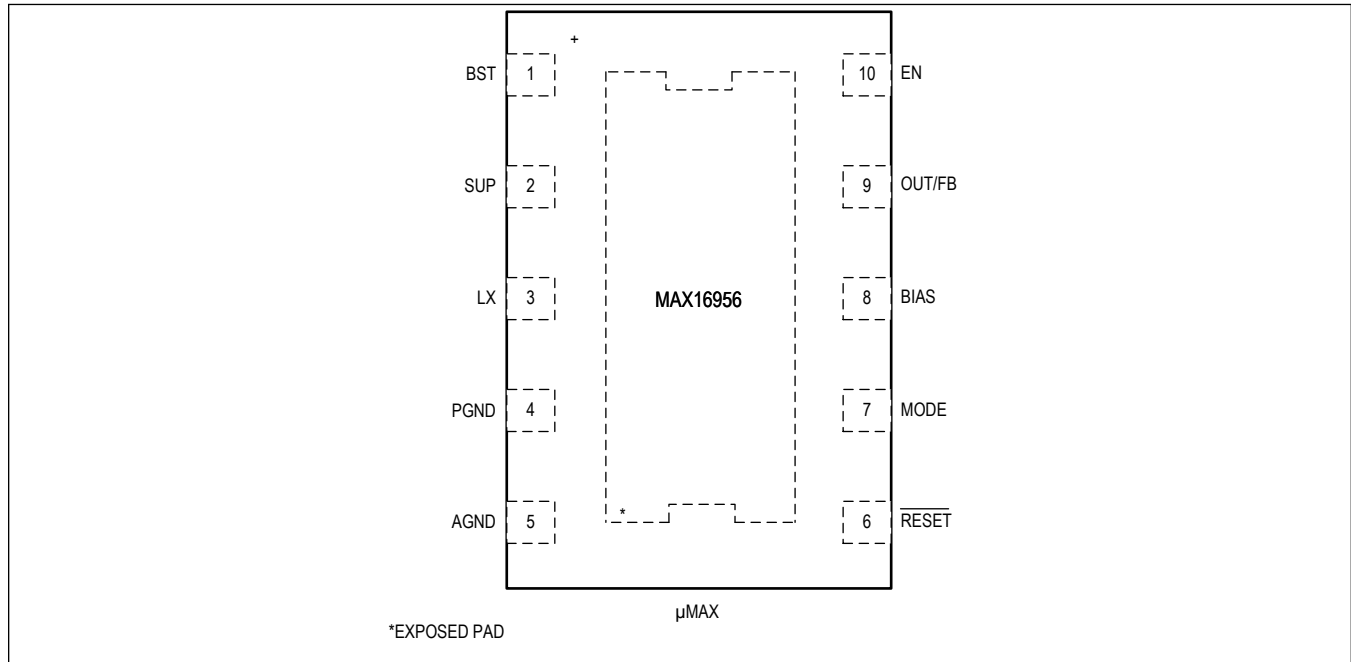 +
BST 1 10 EN
SUP 2 9 OUT/FB
LX 3 MAX16956 8 BIAS
PGND 4 7 MODE
AGND 5 * 6 RESET
µMAX
*EXPOSED PAD